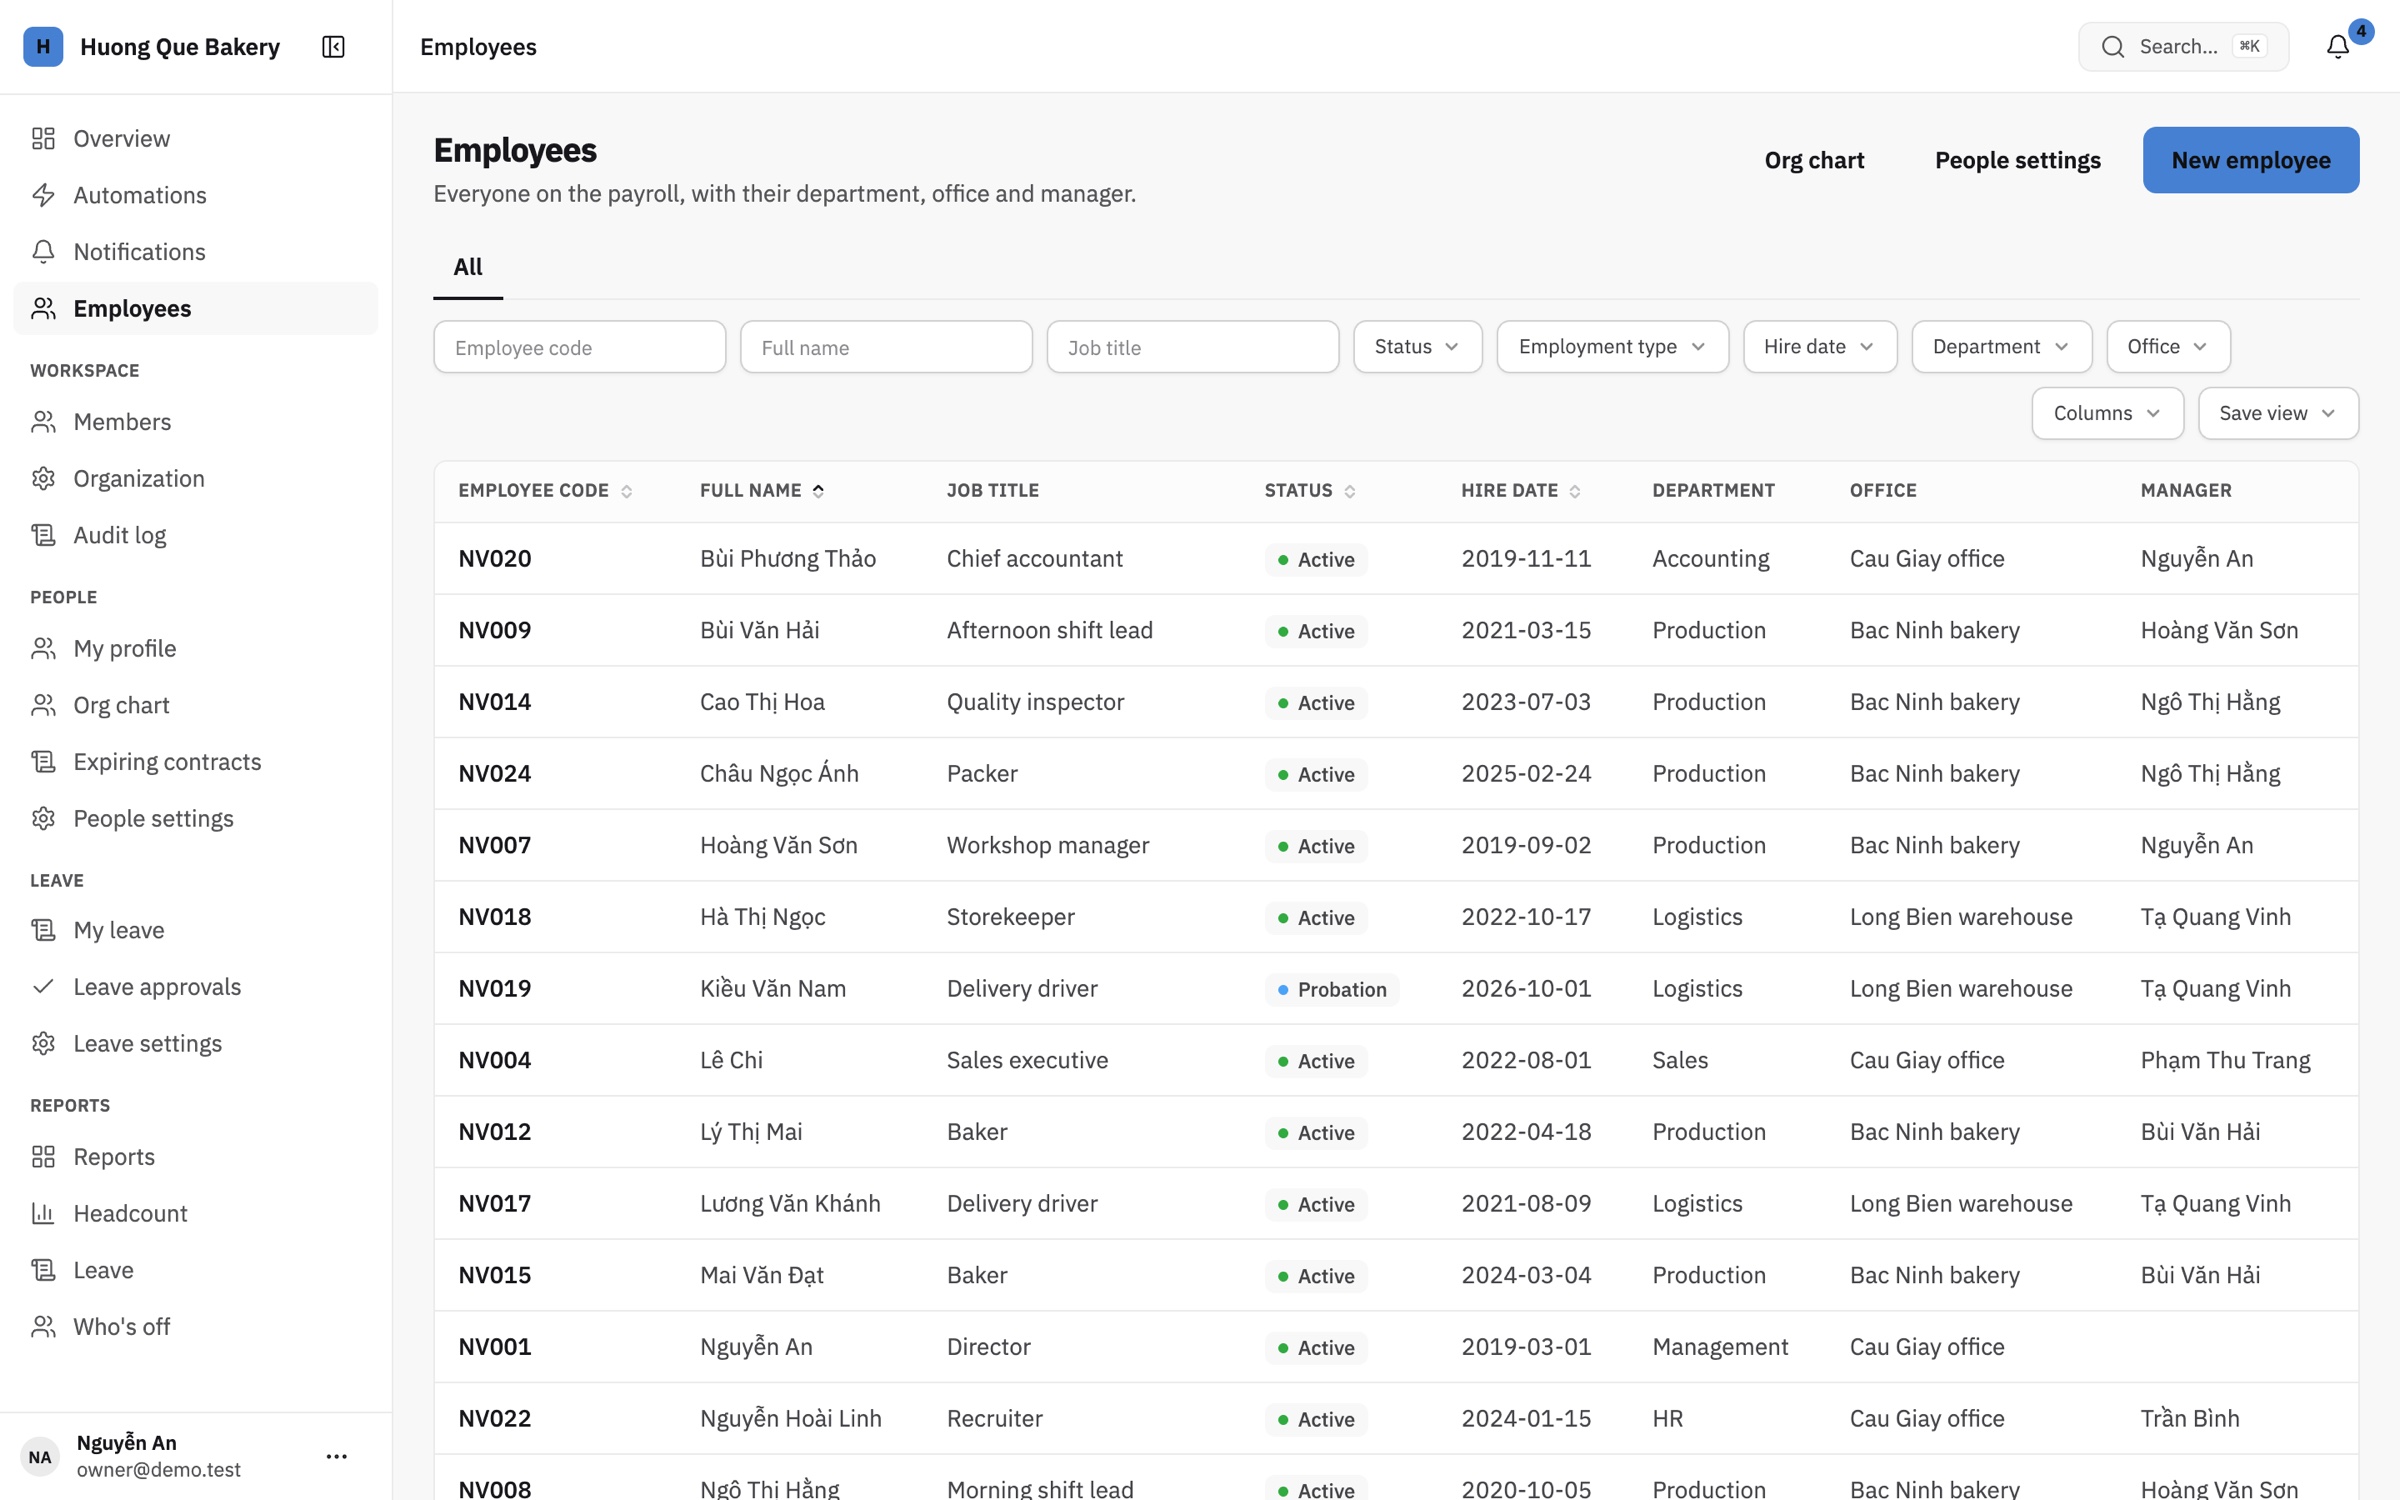 H Huong Que Bakery
Employees
Search... ⌘K
4
Overview
Automations
Notifications
Employees
WORKSPACE
Members
Organization
Audit log
PEOPLE
My profile
Org chart
Expiring contracts
People settings
LEAVE
My leave
Leave approvals
Leave settings
REPORTS
Reports
Headcount
Leave
Who's off
NA Nguyễn An
owner@demo.test
Employees
Everyone on the payroll, with their department, office and manager.
Org chart People settings New employee
All
Employee code Full name Job title Status Employment type Hire date Department Office
Columns Save view
EMPLOYEE CODE FULL NAME JOB TITLE STATUS HIRE DATE DEPARTMENT OFFICE MANAGER
NV020 Bùi Phương Thảo Chief accountant Active 2019-11-11 Accounting Cau Giay office Nguyễn An
NV009 Bùi Văn Hải Afternoon shift lead Active 2021-03-15 Production Bac Ninh bakery Hoàng Văn Sơn
NV014 Cao Thị Hoa Quality inspector Active 2023-07-03 Production Bac Ninh bakery Ngô Thị Hằng
NV024 Châu Ngọc Ánh Packer Active 2025-02-24 Production Bac Ninh bakery Ngô Thị Hằng
NV007 Hoàng Văn Sơn Workshop manager Active 2019-09-02 Production Bac Ninh bakery Nguyễn An
NV018 Hà Thị Ngọc Storekeeper Active 2022-10-17 Logistics Long Bien warehouse Tạ Quang Vinh
NV019 Kiều Văn Nam Delivery driver Probation 2026-10-01 Logistics Long Bien warehouse Tạ Quang Vinh
NV004 Lê Chi Sales executive Active 2022-08-01 Sales Cau Giay office Phạm Thu Trang
NV012 Lý Thị Mai Baker Active 2022-04-18 Production Bac Ninh bakery Bùi Văn Hải
NV017 Lương Văn Khánh Delivery driver Active 2021-08-09 Logistics Long Bien warehouse Tạ Quang Vinh
NV015 Mai Văn Đạt Baker Active 2024-03-04 Production Bac Ninh bakery Bùi Văn Hải
NV001 Nguyễn An Director Active 2019-03-01 Management Cau Giay office
NV022 Nguyễn Hoài Linh Recruiter Active 2024-01-15 HR Cau Giay office Trần Bình
NV008 Ngô Thị Hằng Morning shift lead Active 2020-10-05 Production Bac Ninh bakery Hoàng Văn Sơn